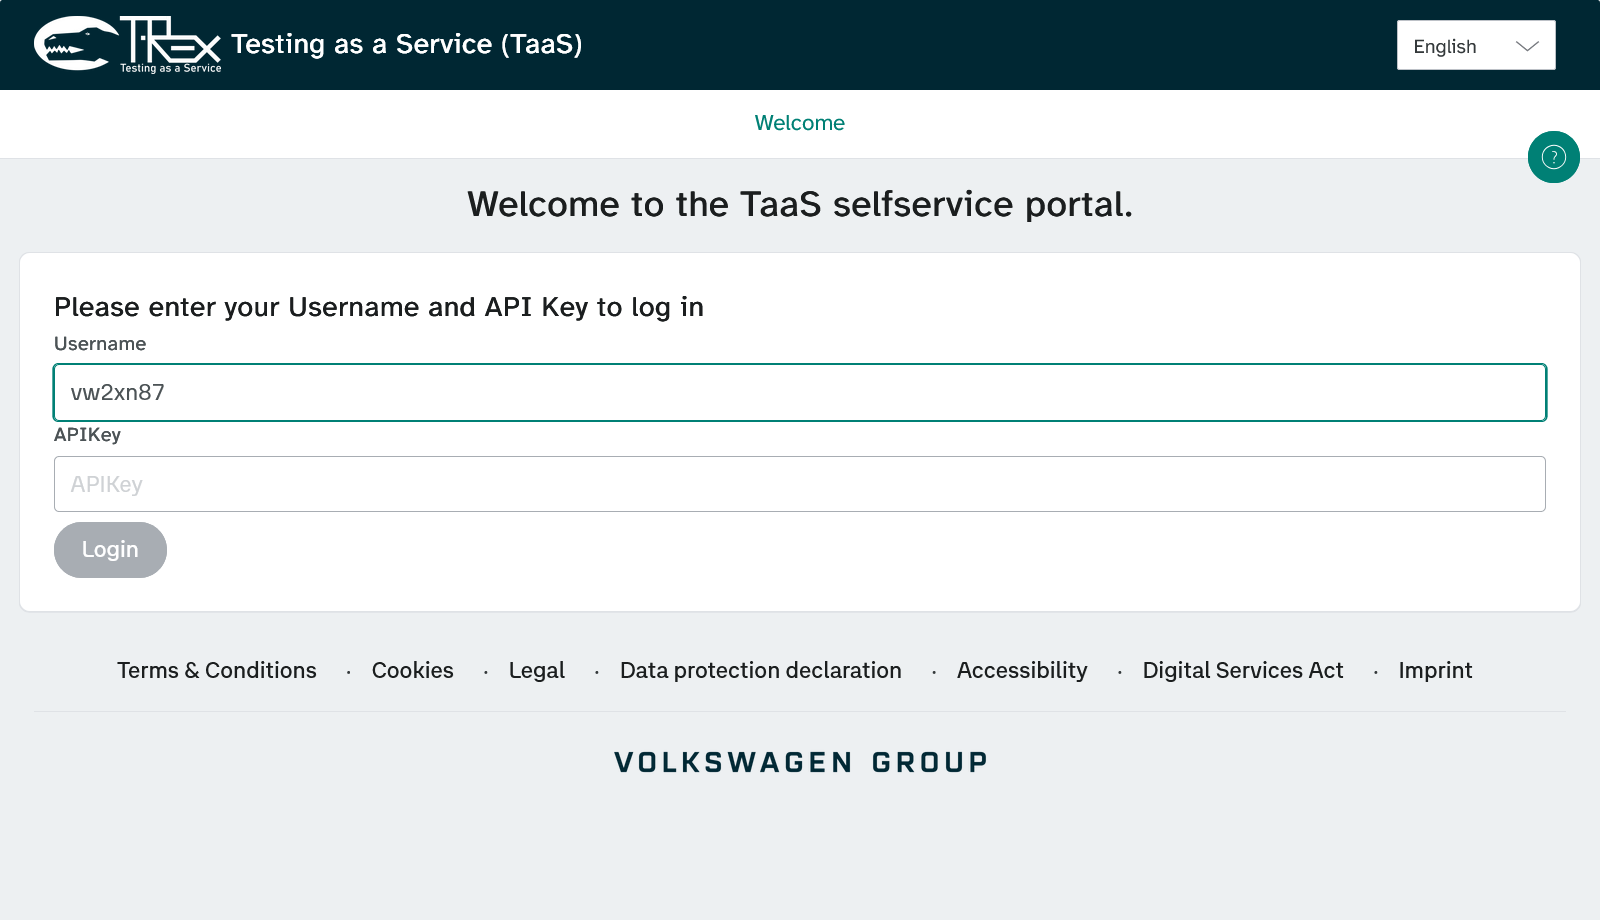 T-REX
Testing as a Service
Testing as a Service (TaaS)
English
Welcome
?
Welcome to the TaaS selfservice portal.
Please enter your Username and API Key to log in
Username
vw2xn87
APIKey
APIKey
Login
Terms & Conditions · Cookies · Legal · Data protection declaration · Accessibility · Digital Services Act · Imprint
VOLKSWAGEN GROUP